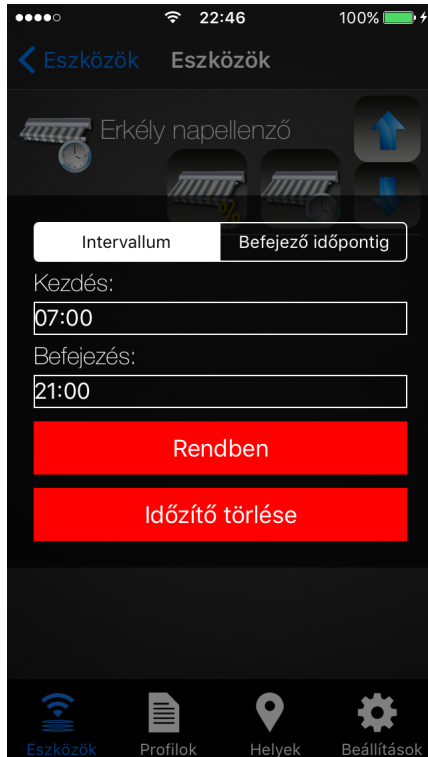 22:46
100%
Eszközök
Eszközök
Erkély napellenző
%
Intervallum
Befejező időpontig
Kezdés:
07:00
Befejezés:
21:00
Rendben
Időzítő törlése
Eszközök
Profilok
Helyek
Beállítások